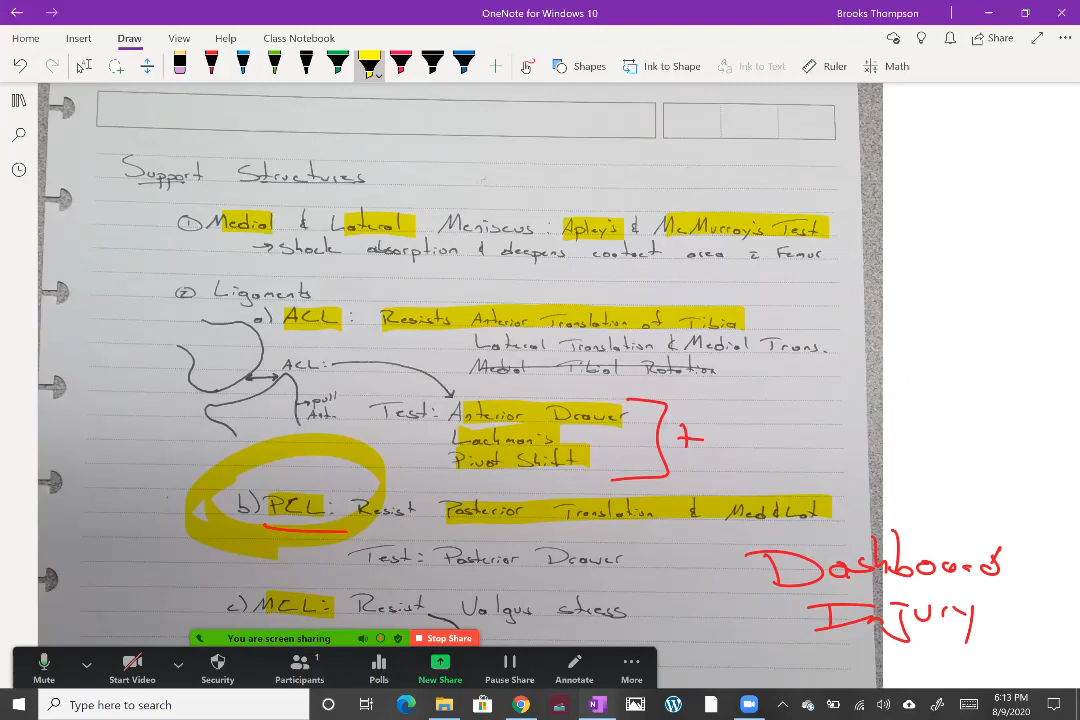 OneNote for Windows 10
Brooks Thompson
Home Insert Draw View Help Class Notebook
Share
Shapes Ink to Shape Ink to Text Ruler Math
Support Structures
① Medial & Lateral Meniscus: Apley's & McMurray's Test
→ Shock absorption & deepens contact area c̄ Femur
② Ligaments
a) ACL: Resists Anterior Translation of Tibia
Lateral Translation & Medial Trans.
ACL:
Medial Tibial Rotation
→pull
Ant.
Test: Anterior Drawer
Lachman's
Pivot Shift
+
b) PCL: Resist Posterior Translation & Med & Lat
Test: Posterior Drawer
Dashboard
Injury
c) MCL: Resist Valgus stress
You are screen sharing
Stop Share
1
Mute Start Video Security Participants Polls New Share Pause Share Annotate More
Type here to search
6:13 PM
8/9/2020